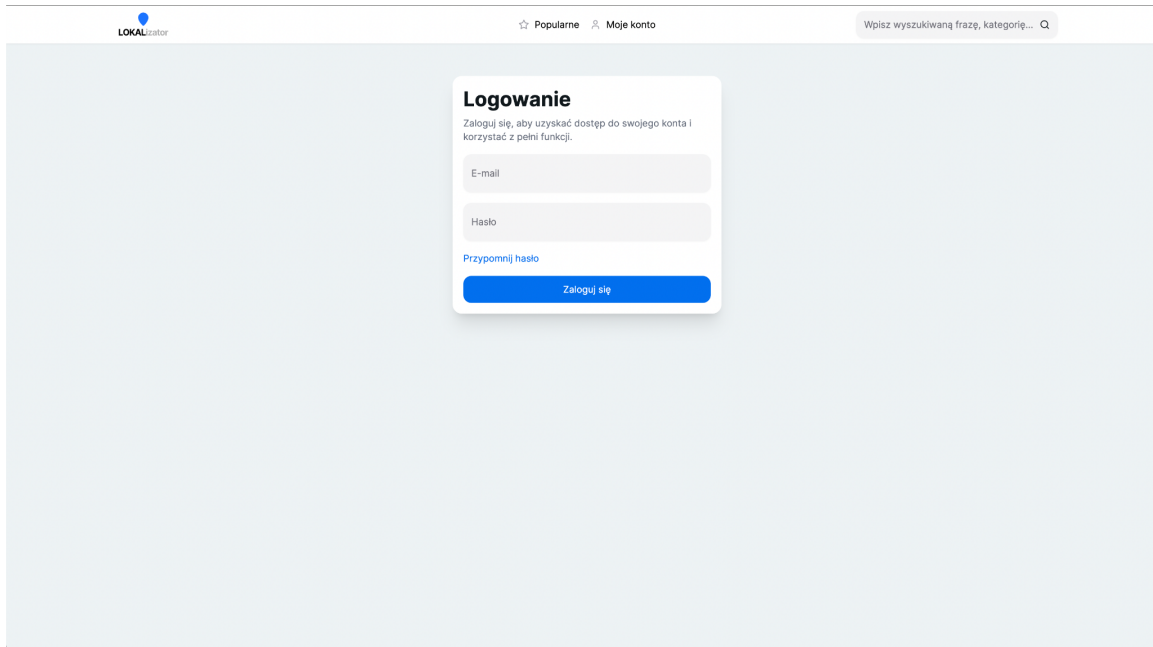 LOKALizator
Popularne
Moje konto
Wpisz wyszukiwaną frazę, kategorię...
Logowanie
Zaloguj się, aby uzyskać dostęp do swojego konta i
korzystać z pełni funkcji.
E-mail
Hasło
Przypomnij hasło
Zaloguj się